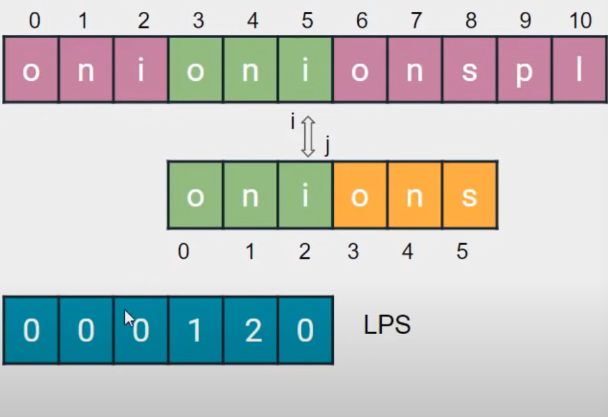 0 1 2 3 4 5 6 7 8 9 10
o n i o n i o n s p l
i j
o n i o n s
0 1 2 3 4 5
0 0 0 1 2 0 LPS